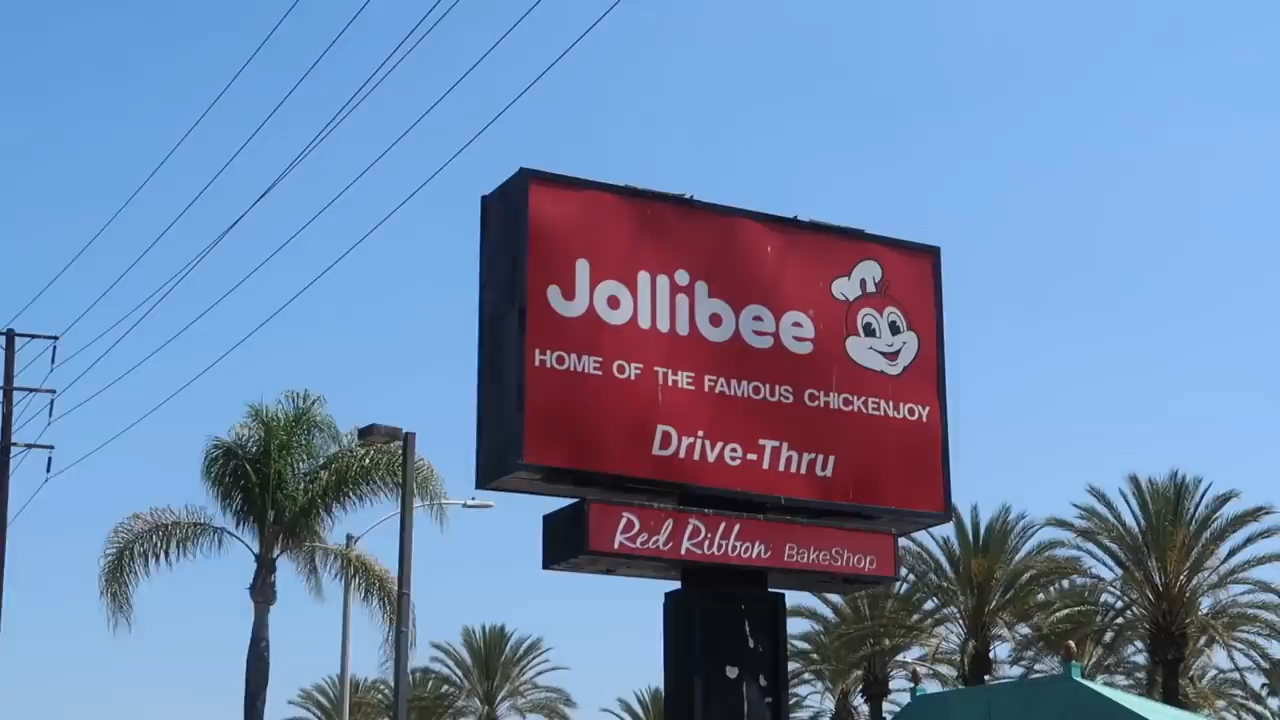 Jollibee
HOME OF THE FAMOUS CHICKENJOY
Drive-Thru
Red Ribbon BakeShop